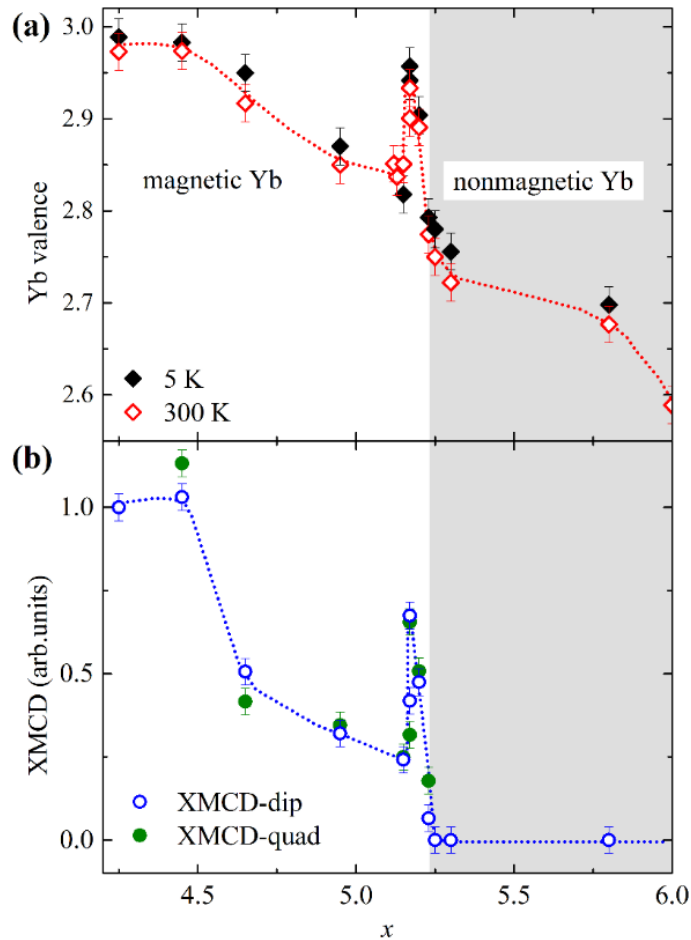 (a)
3.0
2.9
2.8
2.7
2.6
Yb valence
magnetic Yb
nonmagnetic Yb
5 K
300 K
(b)
1.0
0.5
0.0
XMCD (arb.units)
XMCD-dip
XMCD-quad
4.5 5.0 5.5 6.0
x